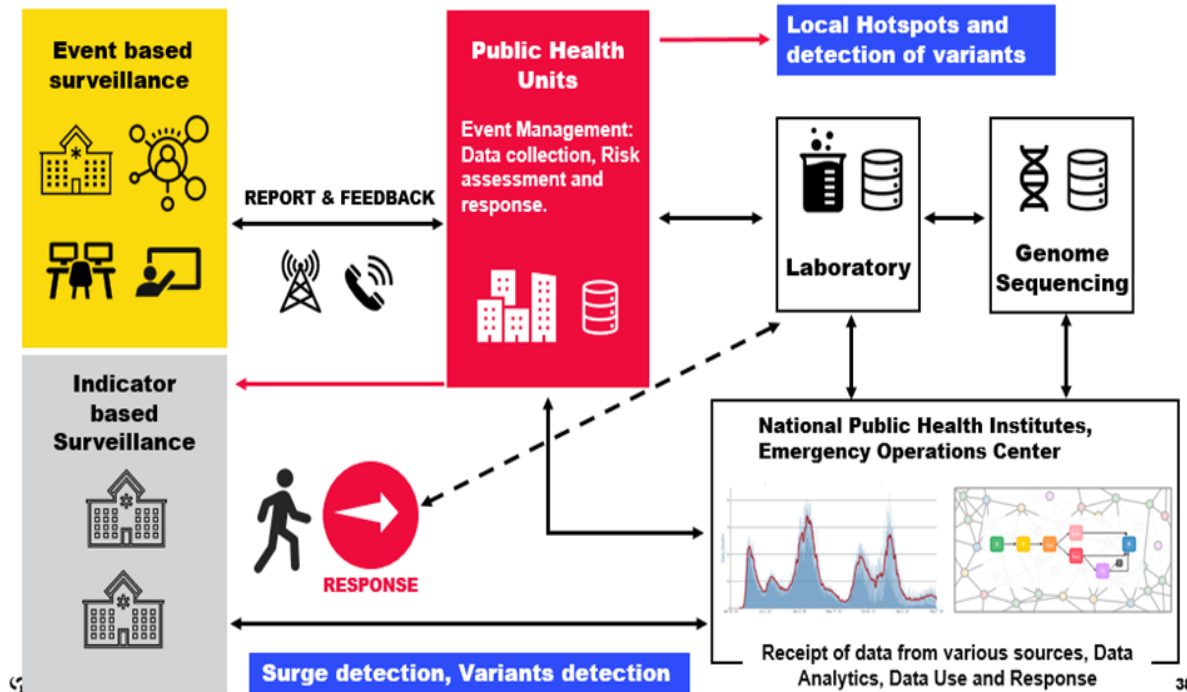 Event based
surveillance
Public Health
Units
Event Management:
Data collection, Risk
assessment and
response.
Local Hotspots and
detection of variants
REPORT & FEEDBACK
Laboratory
Genome
Sequencing
Indicator
based
Surveillance
RESPONSE
National Public Health Institutes,
Emergency Operations Center
Receipt of data from various sources, Data
Analytics, Data Use and Response
Surge detection, Variants detection